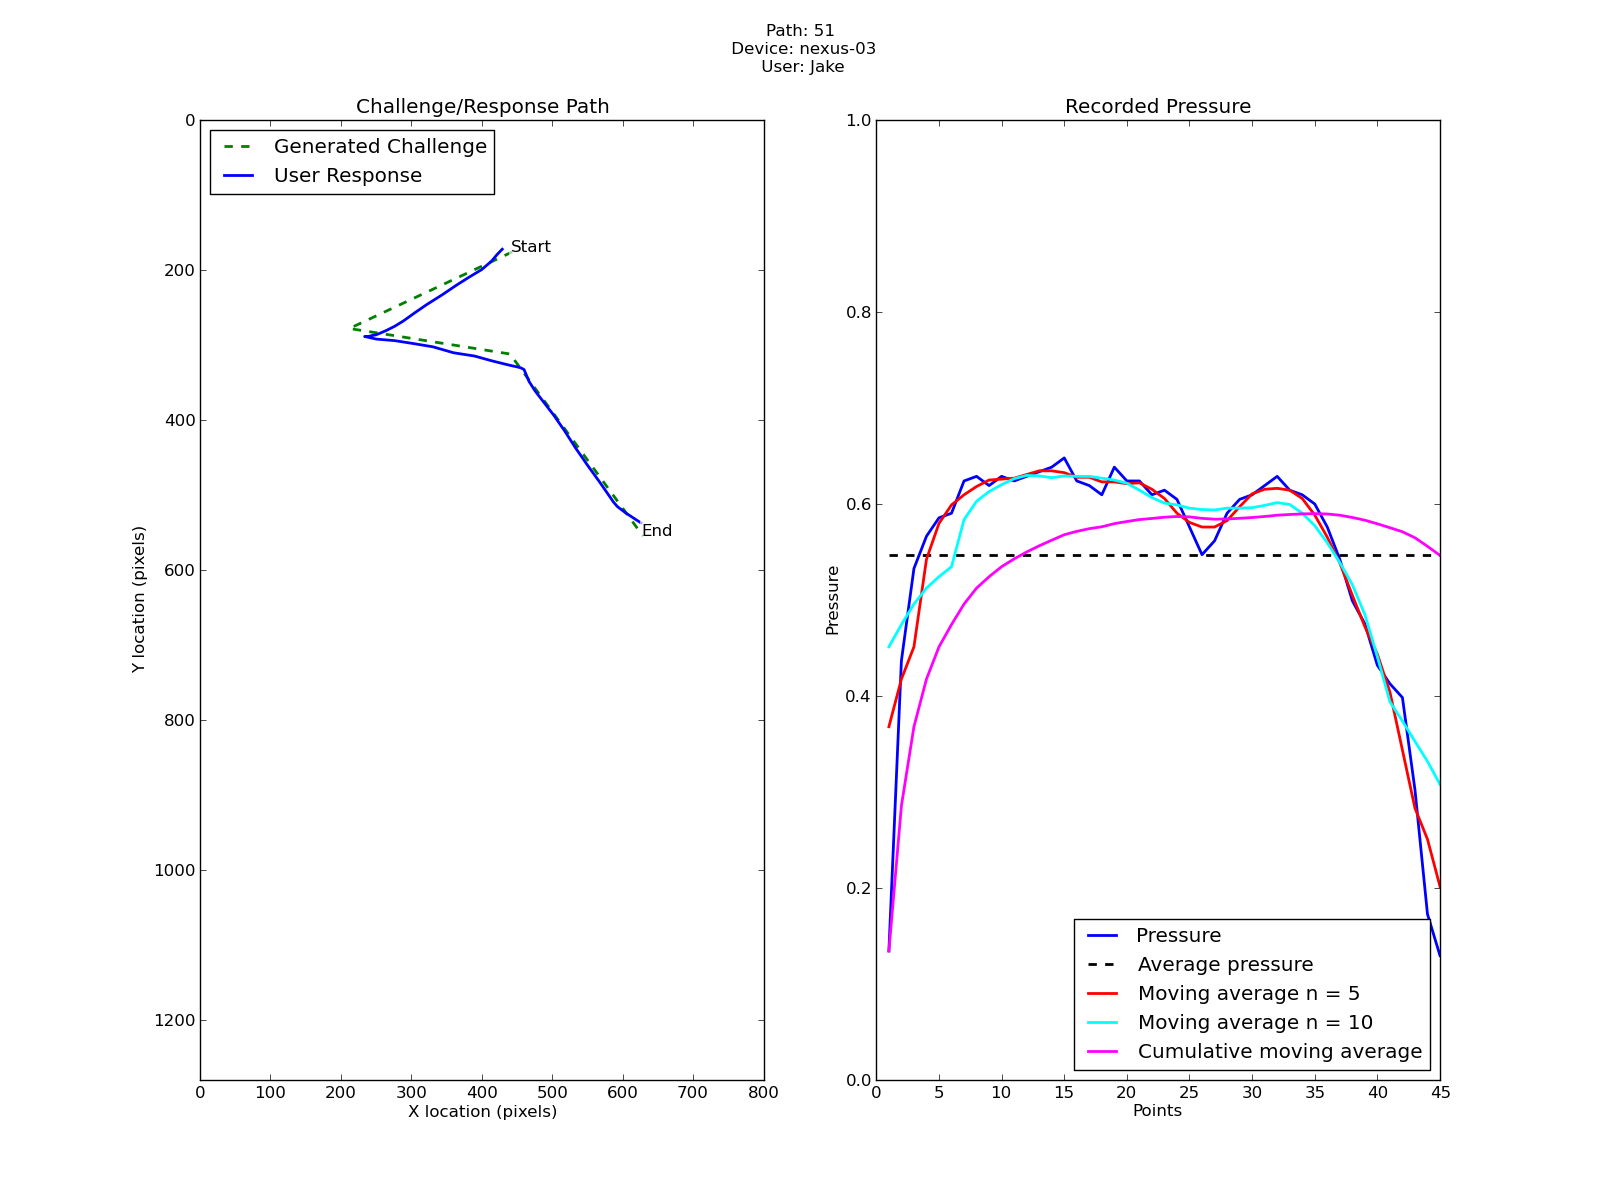 Path: 51
Device: nexus-03
User: Jake
Challenge/Response Path
Generated Challenge
User Response
Start
End
0
200
400
600
800
1000
1200
Y location (pixels)
0 100 200 300 400 500 600 700 800
X location (pixels)
Recorded Pressure
1.0
0.8
0.6
0.4
0.2
0.0
Pressure
Pressure
Average pressure
Moving average n = 5
Moving average n = 10
Cumulative moving average
0 5 10 15 20 25 30 35 40 45
Points